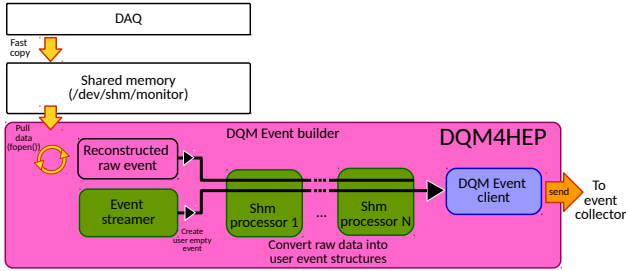 DAQ
Fast
copy
Shared memory
(/dev/shm/monitor)
Pull
data
(fopen())
DQM Event builder
DQM4HEP
Reconstructed
raw event
Event
streamer
Create
user empty
event
Shm
processor 1
...
Shm
processor N
Convert raw data into
user event structures
DQM Event
client
send
To
event
collector